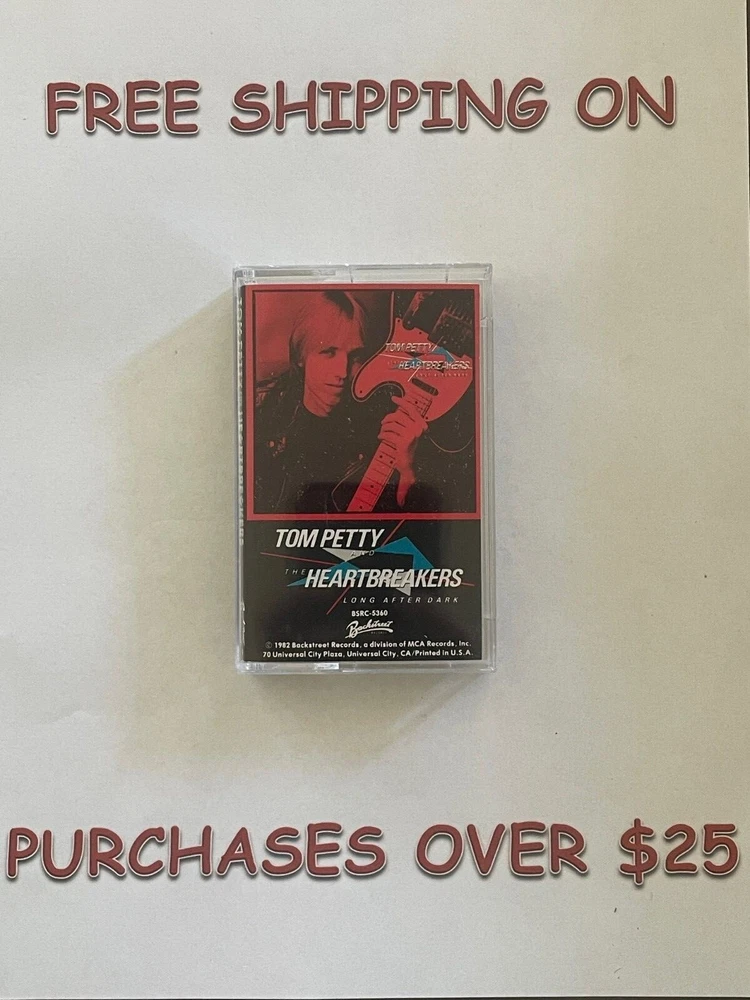 FREE SHIPPING ON
TOM PETTY
HEARTBREAKERS
TOM PETTY
AND
THE HEARTBREAKERS
LONG AFTER DARK
BSRC-5360
Backstreet
© 1982 Backstreet Records, a division of MCA Records, Inc.
70 Universal City Plaza, Universal City, CA/Printed in U.S.A.
PURCHASES OVER $25